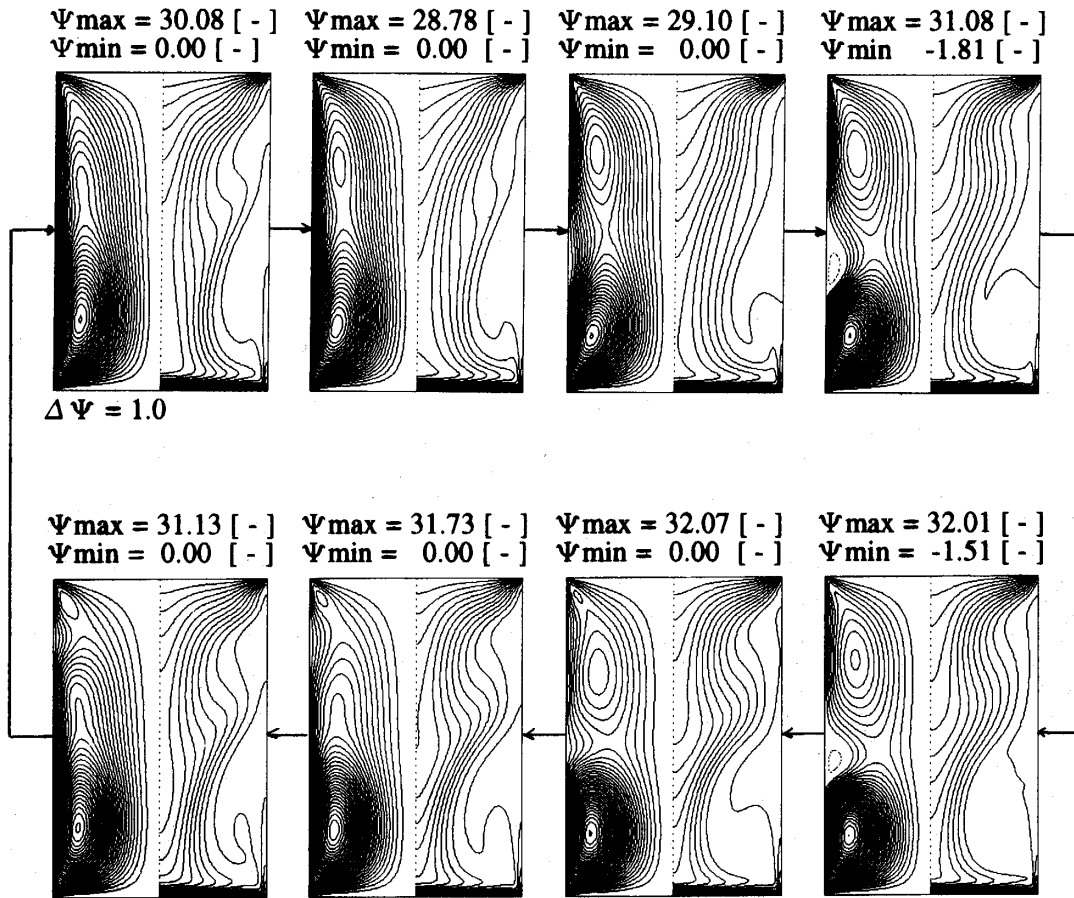 Ψmax = 30.08 [ - ]
Ψmin = 0.00 [ - ]
Ψmax = 28.78 [ - ]
Ψmin = 0.00 [ - ]
Ψmax = 29.10 [ - ]
Ψmin = 0.00 [ - ]
Ψmax = 31.08 [ - ]
Ψmin -1.81 [ - ]
Δ Ψ = 1.0
Ψmax = 31.13 [ - ]
Ψmin = 0.00 [ - ]
Ψmax = 31.73 [ - ]
Ψmin = 0.00 [ - ]
Ψmax = 32.07 [ - ]
Ψmin = 0.00 [ - ]
Ψmax = 32.01 [ - ]
Ψmin = -1.51 [ - ]